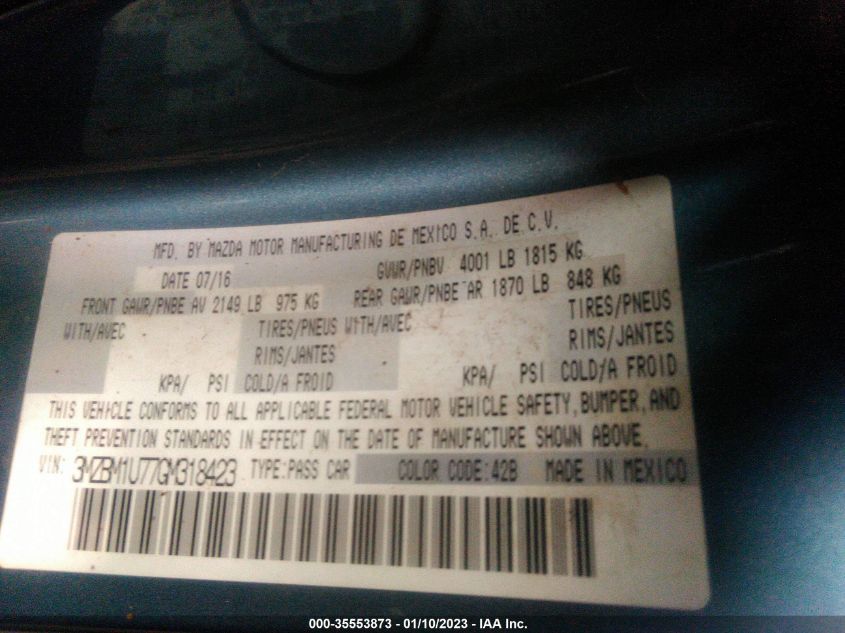 MFD. BY MAZDA MOTOR MANUFACTURING DE MEXICO S.A. DE C.V.
DATE 07/16 GVWR/PNBV 4001 LB 1815 KG
FRONT GAWR/PNBE AV 2149 LB 975 KG REAR GAWR/PNBE AR 1870 LB 848 KG
WITH/AVEC TIRES/PNEUS WITH/AVEC TIRES/PNEUS
RIMS/JANTES RIMS/JANTES
KPA/ PSI COLD/A FROID KPA/ PSI COLD/A FROID
THIS VEHICLE CONFORMS TO ALL APPLICABLE FEDERAL MOTOR VEHICLE SAFETY, BUMPER, AND
THEFT PREVENTION STANDARDS IN EFFECT ON THE DATE OF MANUFACTURE SHOWN ABOVE.
VIN: 3MZBM1U77GM318423 TYPE:PASS CAR COLOR CODE:42B MADE IN MEXICO
000-35553873 - 01/10/2023 - IAA Inc.